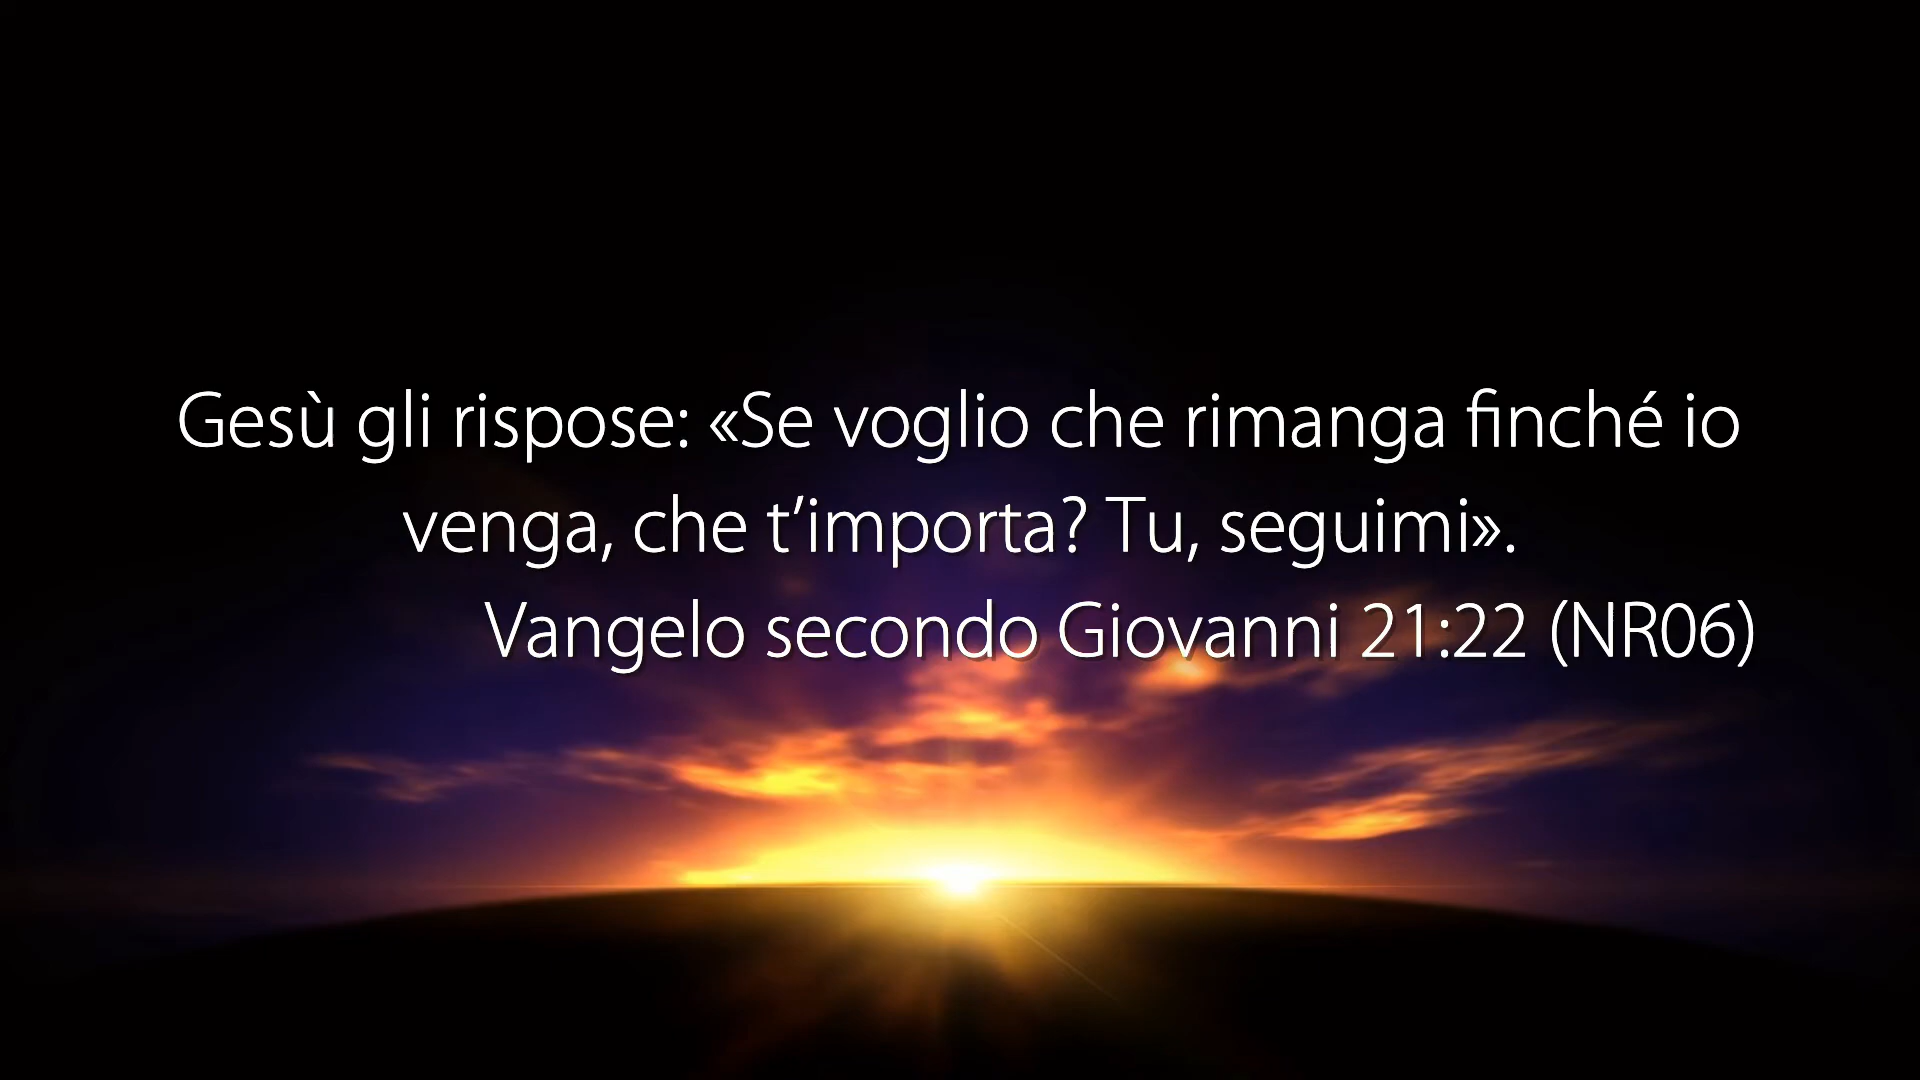 Gesù gli rispose: «Se voglio che rimanga finché io
venga, che t’importa? Tu, seguimi».
Vangelo secondo Giovanni 21:22 (NR06)